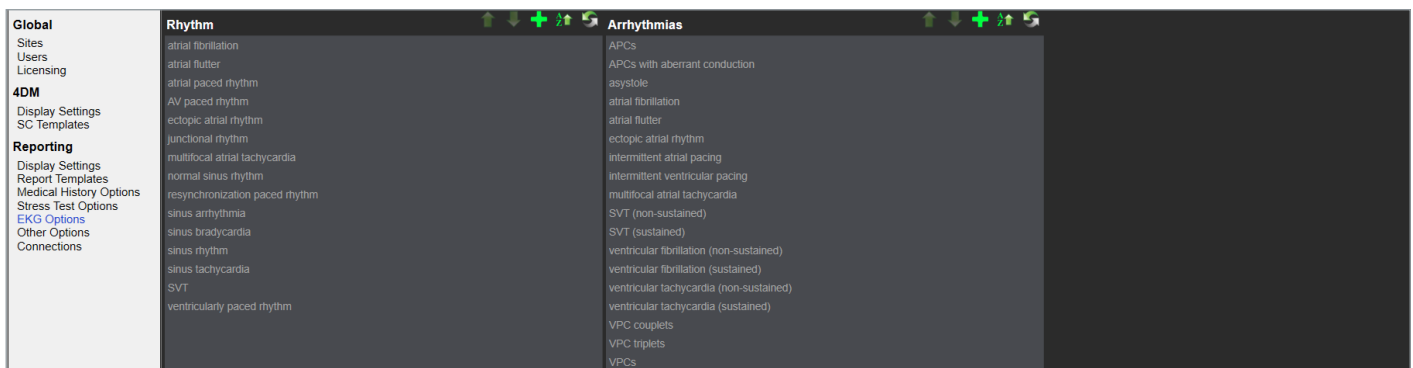 Global
Sites
Users
Licensing
4DM
Display Settings
SC Templates
Reporting
Display Settings
Report Templates
Medical History Options
Stress Test Options
EKG Options
Other Options
Connections
Rhythm
atrial fibrillation
atrial flutter
atrial paced rhythm
AV paced rhythm
ectopic atrial rhythm
junctional rhythm
multifocal atrial tachycardia
normal sinus rhythm
resynchronization paced rhythm
sinus arrhythmia
sinus bradycardia
sinus rhythm
sinus tachycardia
SVT
ventricularly paced rhythm
Arrhythmias
APCs
APCs with aberrant conduction
asystole
atrial fibrillation
atrial flutter
ectopic atrial rhythm
intermittent atrial pacing
intermittent ventricular pacing
multifocal atrial tachycardia
SVT (non-sustained)
SVT (sustained)
ventricular fibrillation (non-sustained)
ventricular fibrillation (sustained)
ventricular tachycardia (non-sustained)
ventricular tachycardia (sustained)
VPC couplets
VPC triplets
VPCs